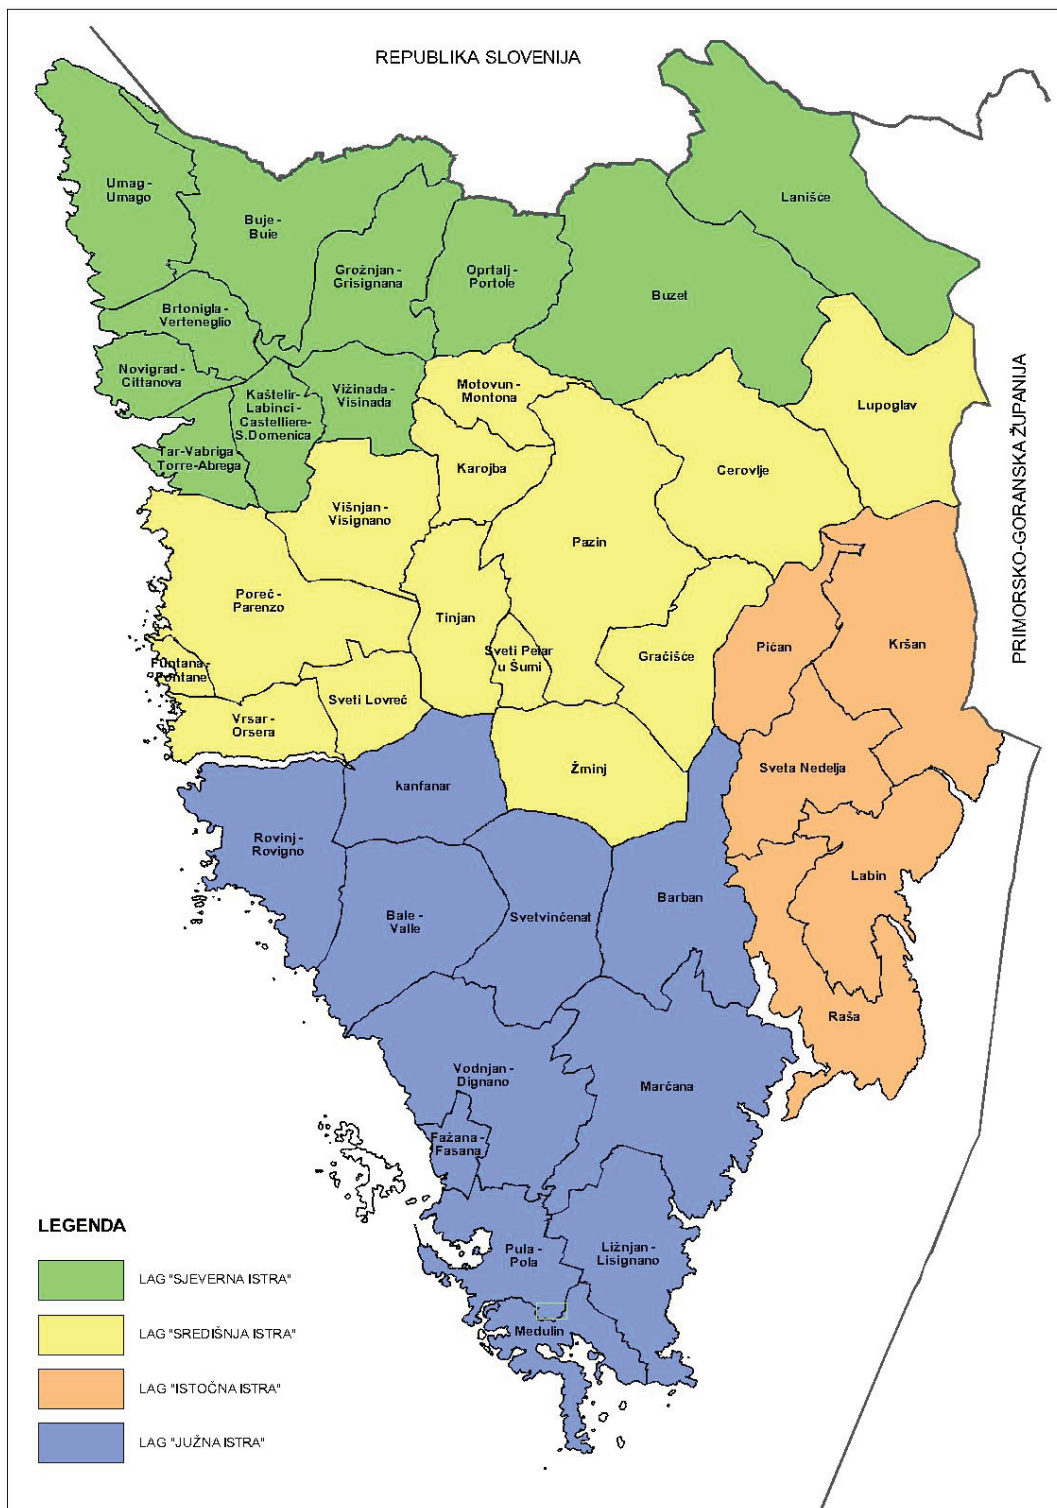 REPUBLIKA SLOVENIJA
PRIMORSKO-GORANSKA ŽUPANIJA
Umag -
Umago
Buje -
Buie
Grožnjan -
Grisignana
Oprtalj -
Portole
Lanišće
Buzet
Brtonigla -
Verteneglio
Novigrad -
Cittanova
Kaštelir-
Labinci -
Castelliere-
S.Domenica
Vižinada -
Visinada
Tar-Vabriga
Torre-Abrega
Motovun -
Montona
Lupoglav
Karojba
Cerovlje
Višnjan -
Visignano
Pazin
Poreč -
Parenzo
Tinjan
Sveti Petar
u Šumi
Gračišće
Pićan
Kršan
Funtana -
Fontane
Sveti Lovreč
Vrsar -
Orsera
Žminj
Sveta Nedelja
kanfanar
Rovinj -
Rovigno
Bale -
Valle
Svetvinčenat
Barban
Labin
Raša
Vodnjan -
Dignano
Marčana
Fažana -
Fasana
Pula -
Pola
Ližnjan -
Lisignano
Medulin
LEGENDA
LAG "SJEVERNA ISTRA"
LAG "SREDIŠNJA ISTRA"
LAG "ISTOČNA ISTRA"
LAG "JUŽNA ISTRA"